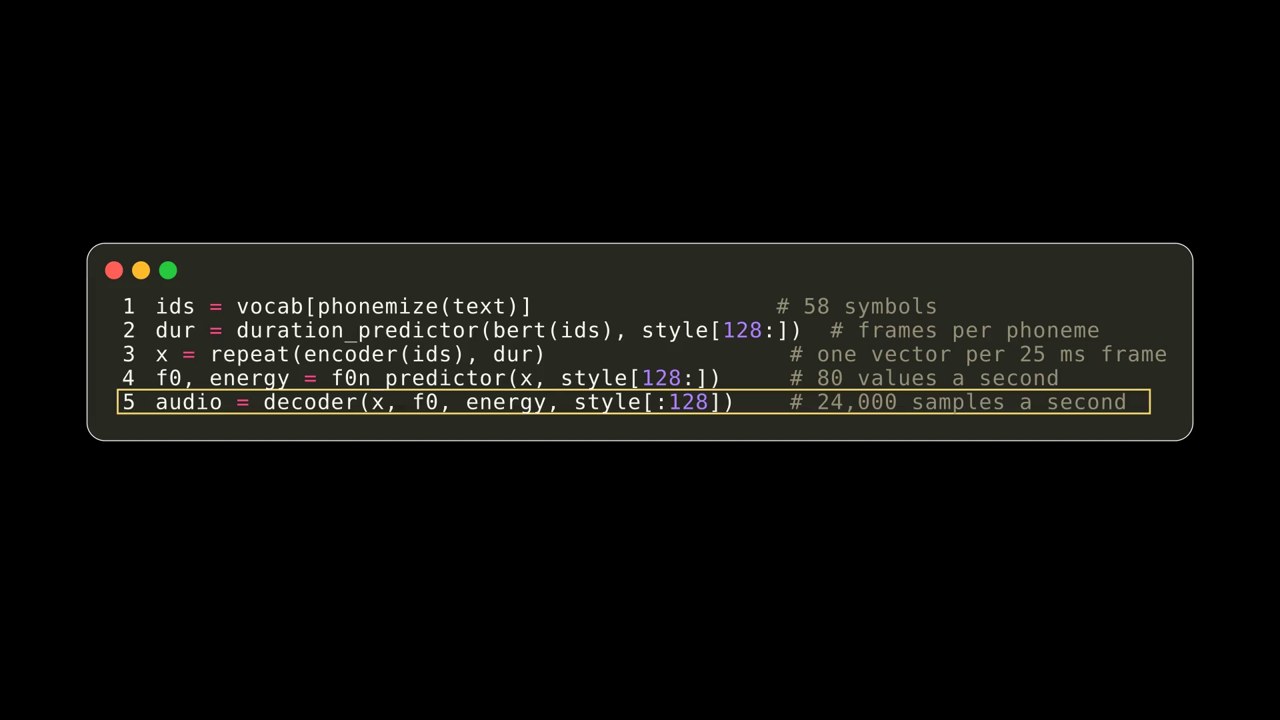 1 ids = vocab[phonemize(text)] # 58 symbols
2 dur = duration_predictor(bert(ids), style[128:]) # frames per phoneme
3 x = repeat(encoder(ids), dur) # one vector per 25 ms frame
4 f0, energy = f0n_predictor(x, style[128:]) # 80 values a second
5 audio = decoder(x, f0, energy, style[:128]) # 24,000 samples a second